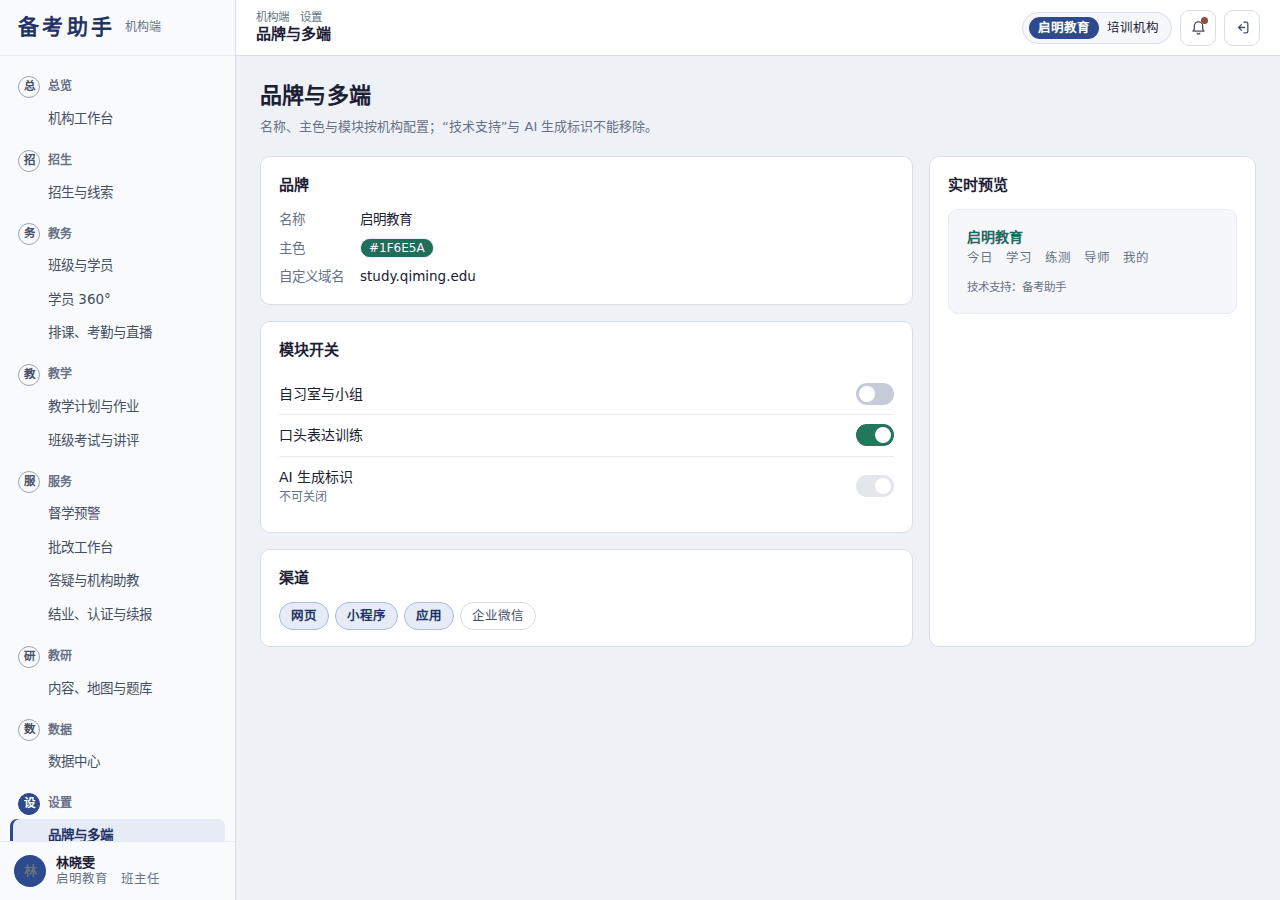 备考助手 机构端
总 总览
机构工作台
招 招生
招生与线索
务 教务
班级与学员
学员 360°
排课、考勤与直播
教 教学
教学计划与作业
班级考试与讲评
服 服务
督学预警
批改工作台
答疑与机构助教
结业、认证与续报
研 教研
内容、地图与题库
数 数据
数据中心
设 设置
品牌与多端
林 林晓雯
启明教育 班主任
机构端 设置
品牌与多端
启明教育 培训机构
品牌与多端
名称、主色与模块按机构配置；“技术支持”与 AI 生成标识不能移除。
品牌
名称 启明教育
主色 #1F6E5A
自定义域名 study.qiming.edu
模块开关
自习室与小组
口头表达训练
AI 生成标识
不可关闭
渠道
网页 小程序 应用 企业微信
实时预览
启明教育
今日 学习 练测 导师 我的
技术支持：备考助手